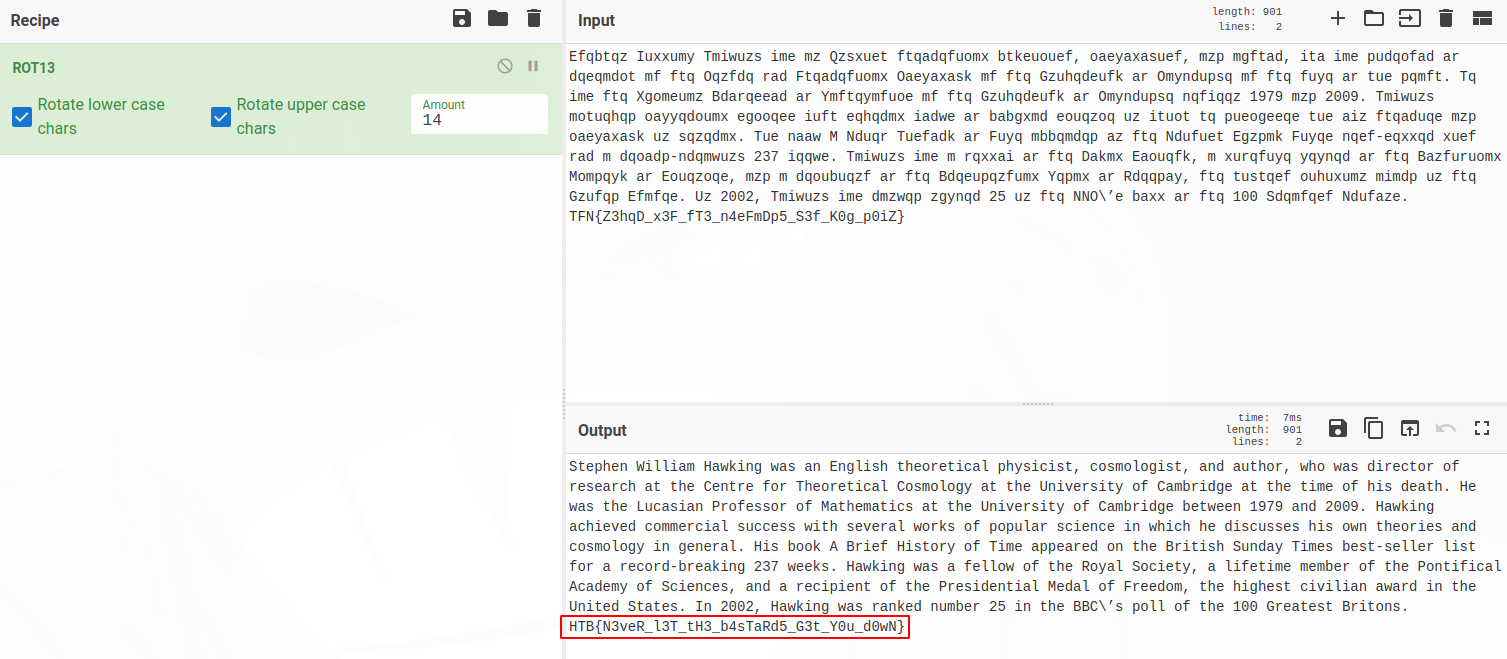 Recipe
ROT13
Rotate lower case
chars
Rotate upper case
chars
Amount
14
Input
length: 901
lines: 2
Efqbtqz Iuxxumy Tmiwuzs ime mz Qzsxuet ftqadqfuomx btkeuouef, oaeyaxasuef, mzp mgftad, ita ime pudqofad ar
dqeqmdot mf ftq Oqzfdq rad Ftqadqfuomx Oaeyaxask mf ftq Gzuhqdeufk ar Omyndupsq mf ftq fuyq ar tue pqmft. Tq
ime ftq Xgomeumz Bdarqeead ar Ymftqymfuoe mf ftq Gzuhqdeufk ar Omyndupsq nqfiqqz 1979 mzp 2009. Tmiwuzs
motuqhqp oayyqdoumx egooqee iuft eqhqdmx iadwe ar babgxmd eouqzoq uz ituot tq pueogeeqe tue aiz ftqaduqe mzp
oaeyaxask uz sqzqdmx. Tue naaw M Nduqr Tuefadk ar Fuyq mbbqmdqp az ftq Ndufuet Egzpmk Fuyqe nqef-eqxxqd xuef
rad m dqoadp-ndqmwuzs 237 iqqwe. Tmiwuzs ime m rqxxai ar ftq Dakmx Eaouqfk, m xurqfuyq yqynqd ar ftq Bazfuruomx
Mompqyk ar Eouqzoqe, mzp m dqoubuqzf ar ftq Bdqeupqzfumx Yqpmx ar Rdqqpay, ftq tustqef ouhuxumz mimdp uz ftq
Gzufqp Efmfqe. Uz 2002, Tmiwuzs ime dmzwqp zgynqd 25 uz ftq NNO\’e baxx ar ftq 100 Sdqmfqef Ndufaze.
TFN{Z3hqD_x3F_fT3_n4eFmDp5_S3f_K0g_p0iZ}
Output
time: 7ms
length: 901
lines: 2
Stephen William Hawking was an English theoretical physicist, cosmologist, and author, who was director of
research at the Centre for Theoretical Cosmology at the University of Cambridge at the time of his death. He
was the Lucasian Professor of Mathematics at the University of Cambridge between 1979 and 2009. Hawking
achieved commercial success with several works of popular science in which he discusses his own theories and
cosmology in general. His book A Brief History of Time appeared on the British Sunday Times best-seller list
for a record-breaking 237 weeks. Hawking was a fellow of the Royal Society, a lifetime member of the Pontifical
Academy of Sciences, and a recipient of the Presidential Medal of Freedom, the highest civilian award in the
United States. In 2002, Hawking was ranked number 25 in the BBC\’s poll of the 100 Greatest Britons.
HTB{N3veR_l3T_tH3_b4sTaRd5_G3t_Y0u_d0wN}